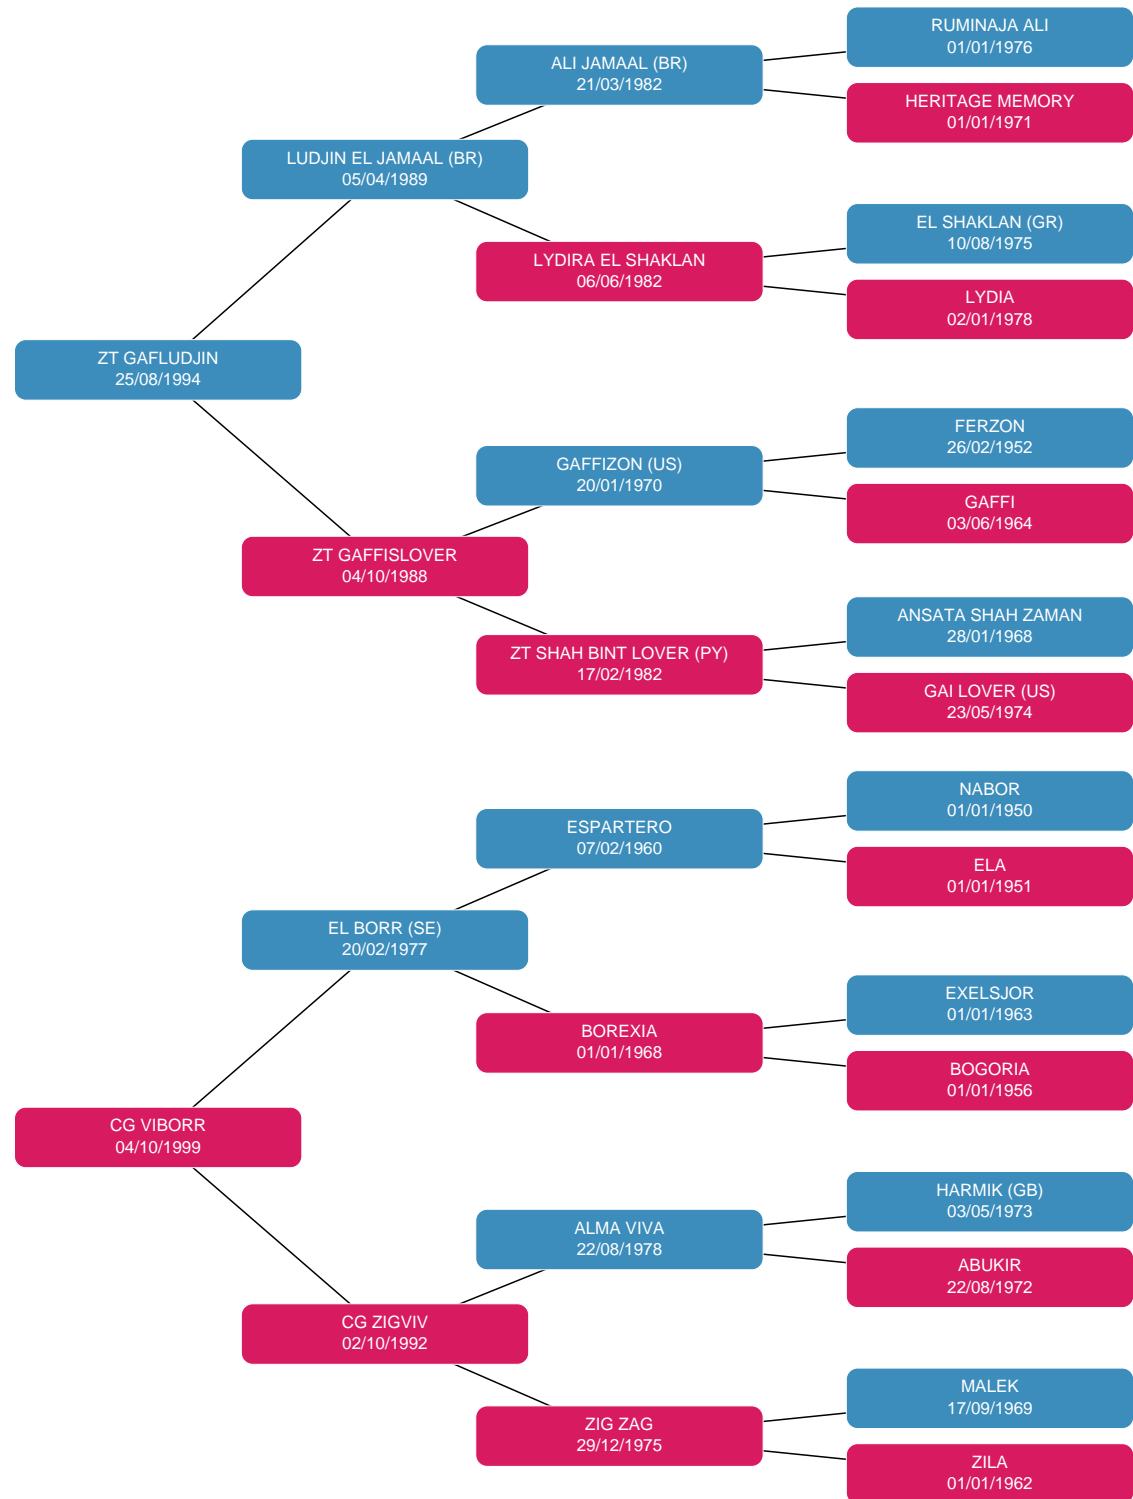 RUMINAJA ALI
01/01/1976
ALI JAMAAL (BR)
21/03/1982
HERITAGE MEMORY
01/01/1971
LUDJIN EL JAMAAL (BR)
05/04/1989
EL SHAKLAN (GR)
10/08/1975
LYDIRA EL SHAKLAN
06/06/1982
LYDIA
02/01/1978
ZT GAFLUDJIN
25/08/1994
FERZON
26/02/1952
GAFFIZON (US)
20/01/1970
GAFFI
03/06/1964
ZT GAFFISLOVER
04/10/1988
ANSATA SHAH ZAMAN
28/01/1968
ZT SHAH BINT LOVER (PY)
17/02/1982
GAI LOVER (US)
23/05/1974
NABOR
01/01/1950
ESPARTERO
07/02/1960
ELA
01/01/1951
EL BORR (SE)
20/02/1977
EXELSJOR
01/01/1963
BOREXIA
01/01/1968
BOGORIA
01/01/1956
CG VIBORR
04/10/1999
HARMIK (GB)
03/05/1973
ALMA VIVA
22/08/1978
ABUKIR
22/08/1972
CG ZIGVIV
02/10/1992
MALEK
17/09/1969
ZIG ZAG
29/12/1975
ZILA
01/01/1962